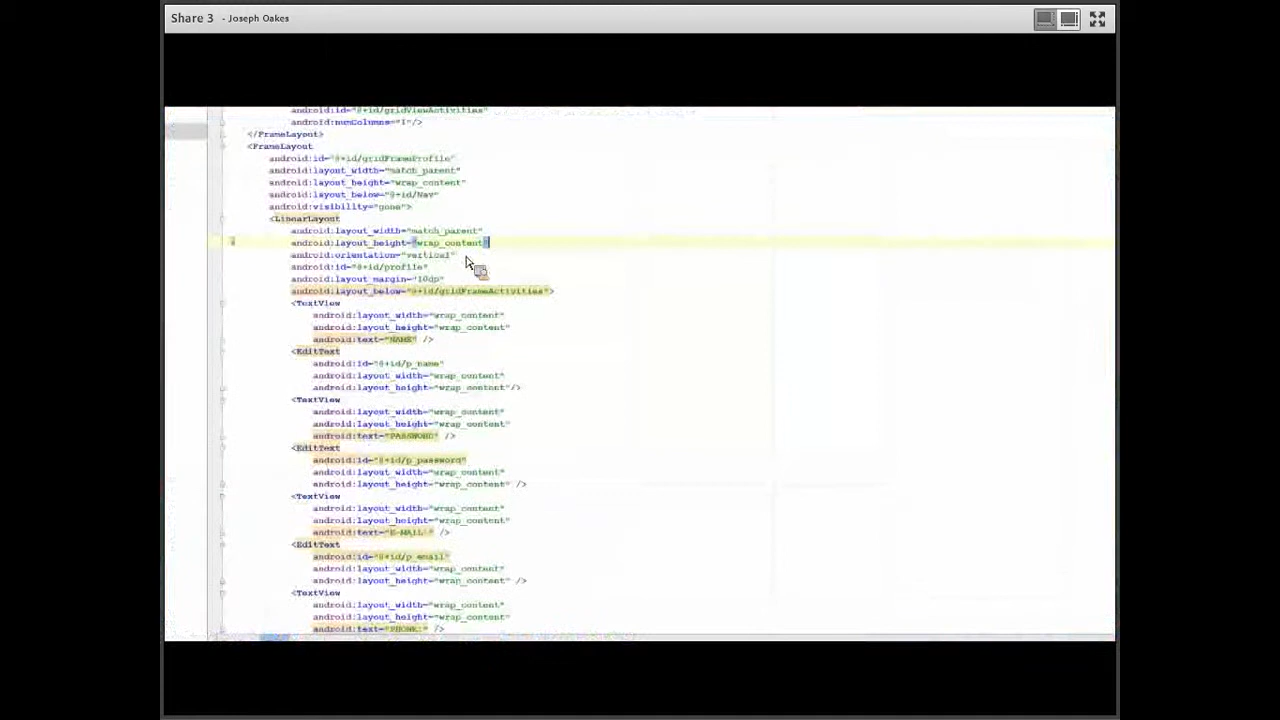 Share 3 - Joseph Oakes
android:id="@+id/gridViewActivities"
android:numColumns="1"/>
</FrameLayout>
<FrameLayout
android:id="@+id/gridFrameProfile"
android:layout_width="match_parent"
android:layout_height="wrap_content"
android:layout_below="@+id/Nav"
android:visibility="gone">
<LinearLayout
android:layout_width="match_parent"
android:layout_height="wrap_content"
android:orientation="vertical"
android:id="@+id/profile"
android:layout_margin="10dp"
android:layout_below="@+id/gridFrameActivities">
<TextView
android:layout_width="wrap_content"
android:layout_height="wrap_content"
android:text="NAME" />
<EditText
android:id="@+id/p_name"
android:layout_width="wrap_content"
android:layout_height="wrap_content"/>
<TextView
android:layout_width="wrap_content"
android:layout_height="wrap_content"
android:text="PASSWORD" />
<EditText
android:id="@+id/p_password"
android:layout_width="wrap_content"
android:layout_height="wrap_content" />
<TextView
android:layout_width="wrap_content"
android:layout_height="wrap_content"
android:text="E-MAIL:" />
<EditText
android:id="@+id/p_email"
android:layout_width="wrap_content"
android:layout_height="wrap_content" />
<TextView
android:layout_width="wrap_content"
android:layout_height="wrap_content"
android:text="PHONE:" />